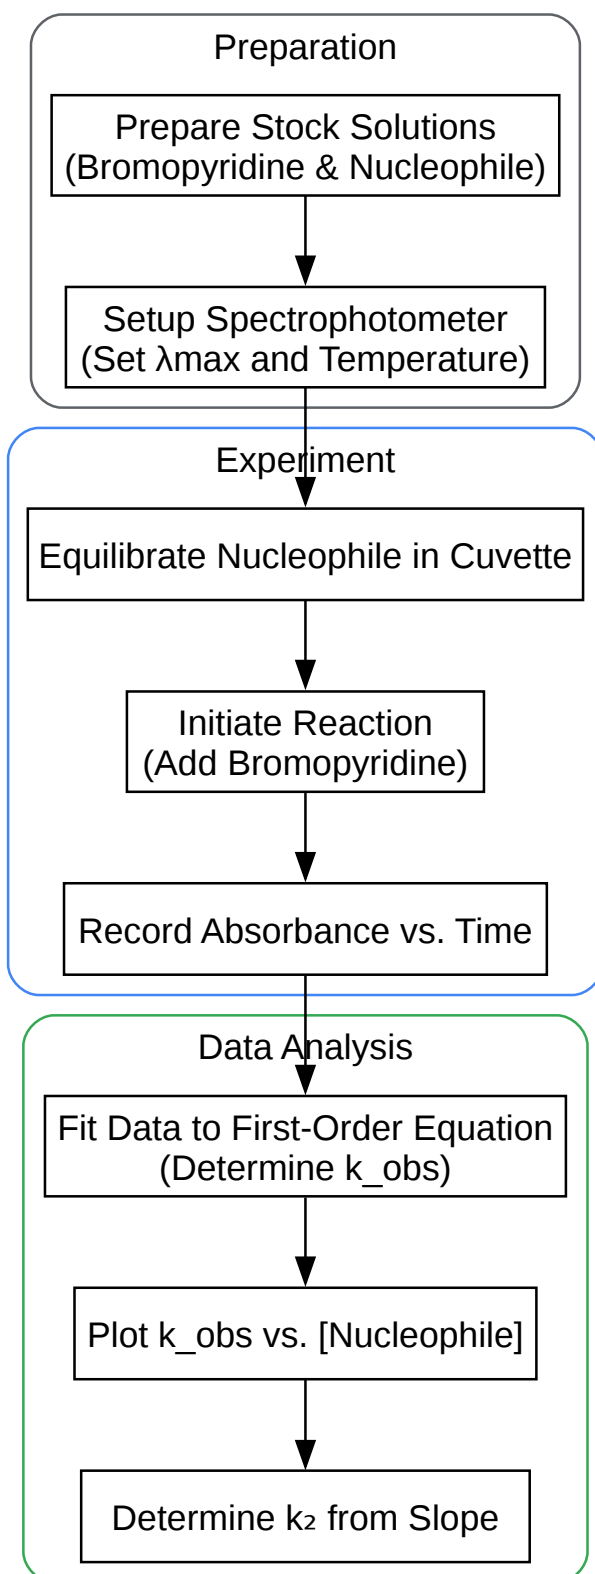 Preparation
Prepare Stock Solutions
(Bromopyridine & Nucleophile)
Setup Spectrophotometer
(Set λmax and Temperature)
Experiment
Equilibrate Nucleophile in Cuvette
Initiate Reaction
(Add Bromopyridine)
Record Absorbance vs. Time
Data Analysis
Fit Data to First-Order Equation
(Determine k_obs)
Plot k_obs vs. [Nucleophile]
Determine k₂ from Slope